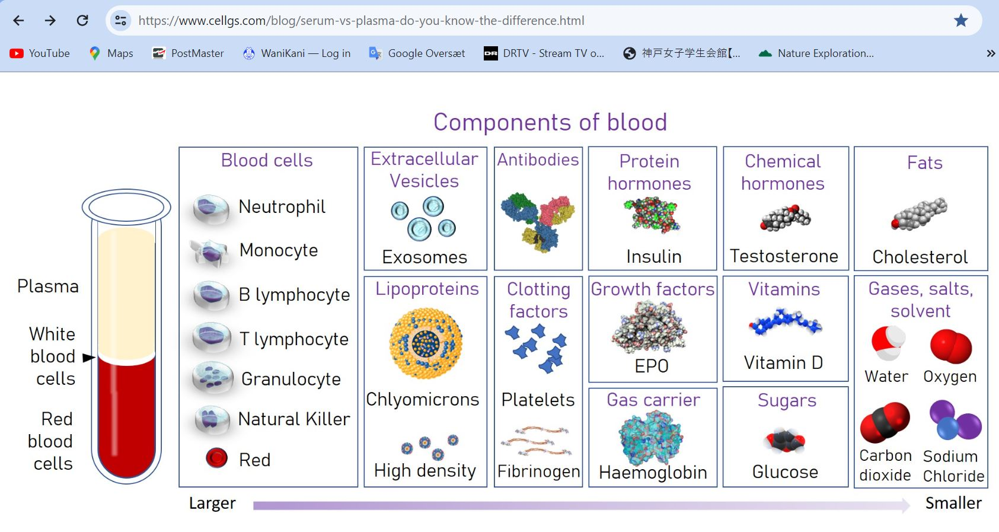 https://www.cellgs.com/blog/serum-vs-plasma-do-you-know-the-difference.html
YouTube
Maps
PostMaster
WaniKani — Log in
Google Oversæt
DR
DRTV - Stream TV o...
神戸女子学生会館【...
Nature Exploration...
»
Components of blood
Plasma
White
blood
cells
Red
blood
cells
Blood cells
Neutrophil
Monocyte
B lymphocyte
T lymphocyte
Granulocyte
Natural Killer
Red
Extracellular
Vesicles
Exosomes
Antibodies
Protein
hormones
Insulin
Chemical
hormones
Testosterone
Fats
Cholesterol
Lipoproteins
Chlyomicrons
High density
Clotting
factors
Platelets
Fibrinogen
Growth factors
EPO
Gas carrier
Haemoglobin
Vitamins
Vitamin D
Sugars
Glucose
Gases, salts,
solvent
Water
Oxygen
Carbon
dioxide
Sodium
Chloride
Larger
Smaller